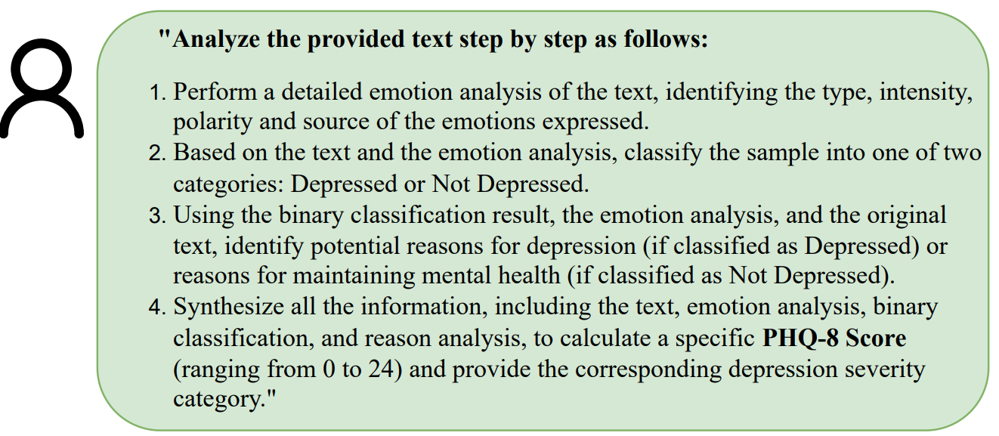 "Analyze the provided text step by step as follows:
1. Perform a detailed emotion analysis of the text, identifying the type, intensity,
polarity and source of the emotions expressed.
2. Based on the text and the emotion analysis, classify the sample into one of two
categories: Depressed or Not Depressed.
3. Using the binary classification result, the emotion analysis, and the original
text, identify potential reasons for depression (if classified as Depressed) or
reasons for maintaining mental health (if classified as Not Depressed).
4. Synthesize all the information, including the text, emotion analysis, binary
classification, and reason analysis, to calculate a specific PHQ-8 Score
(ranging from 0 to 24) and provide the corresponding depression severity
category."